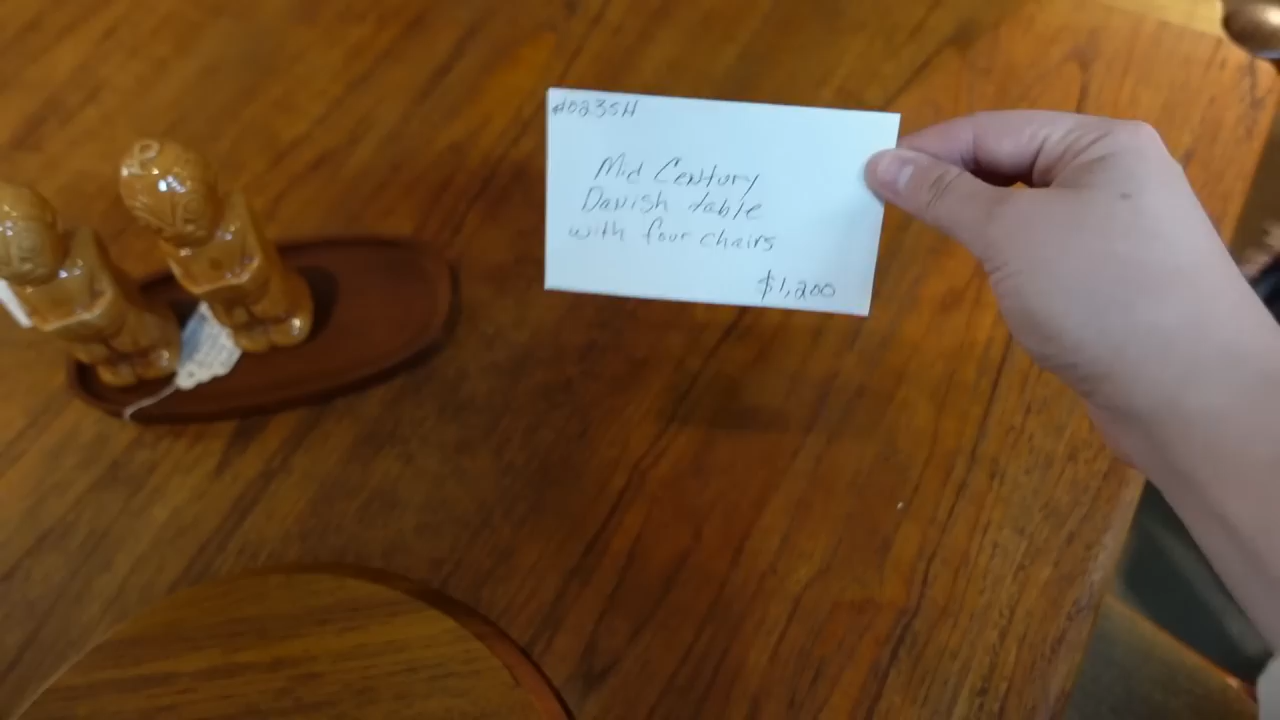 #0235H
Mid Century
Danish table
with four chairs
$1,200